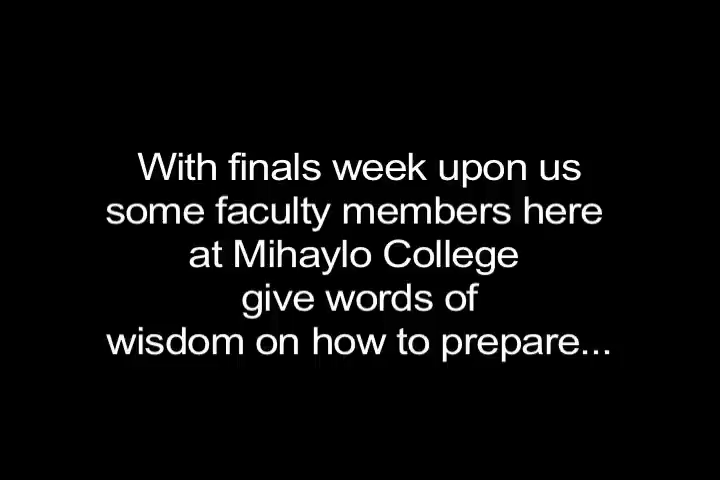 With finals week upon us
some faculty members here
at Mihaylo College
give words of
wisdom on how to prepare...